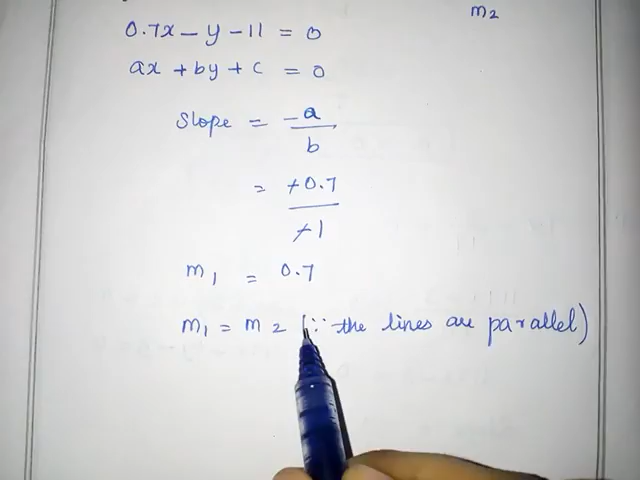 m₂
0.7x - y - 11 = 0
ax + by + c = 0
Slope = -a/b
= +0.7/+1
m₁ = 0.7
m₁ = m₂ (∵ the lines are parallel)